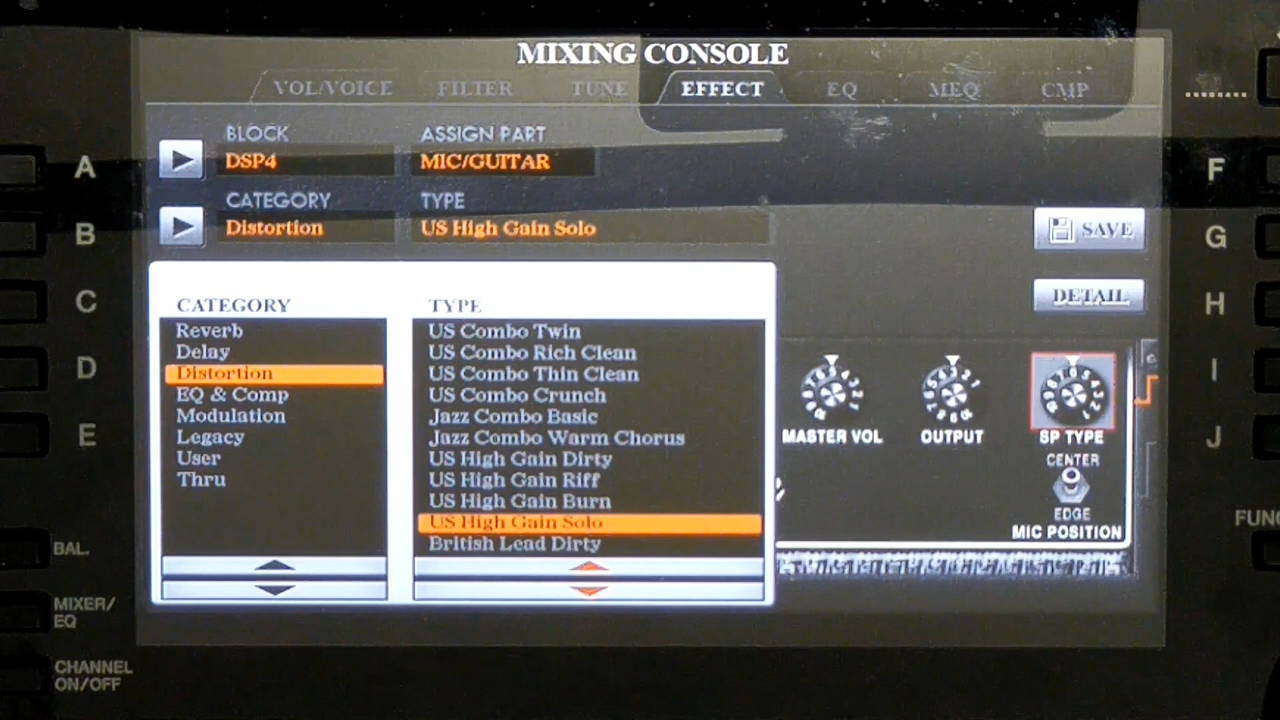 MIXING CONSOLE
VOL/VOICE FILTER TUNE EFFECT EQ MEQ CMP
BLOCK ASSIGN PART
A DSP4 MIC/GUITAR F
CATEGORY TYPE
B Distortion US High Gain Solo SAVE G
C CATEGORY TYPE DETAIL H
Reverb US Combo Twin
Delay US Combo Rich Clean
D Distortion US Combo Thin Clean I
EQ & Comp US Combo Crunch
Modulation Jazz Combo Basic
E Legacy Jazz Combo Warm Chorus MASTER VOL OUTPUT SP TYPE J
User US High Gain Dirty CENTER
Thru US High Gain Riff
US High Gain Burn
US High Gain Solo EDGE
British Lead Dirty MIC POSITION
FUNC
BAL.
MIXER/
EQ
CHANNEL
ON/OFF